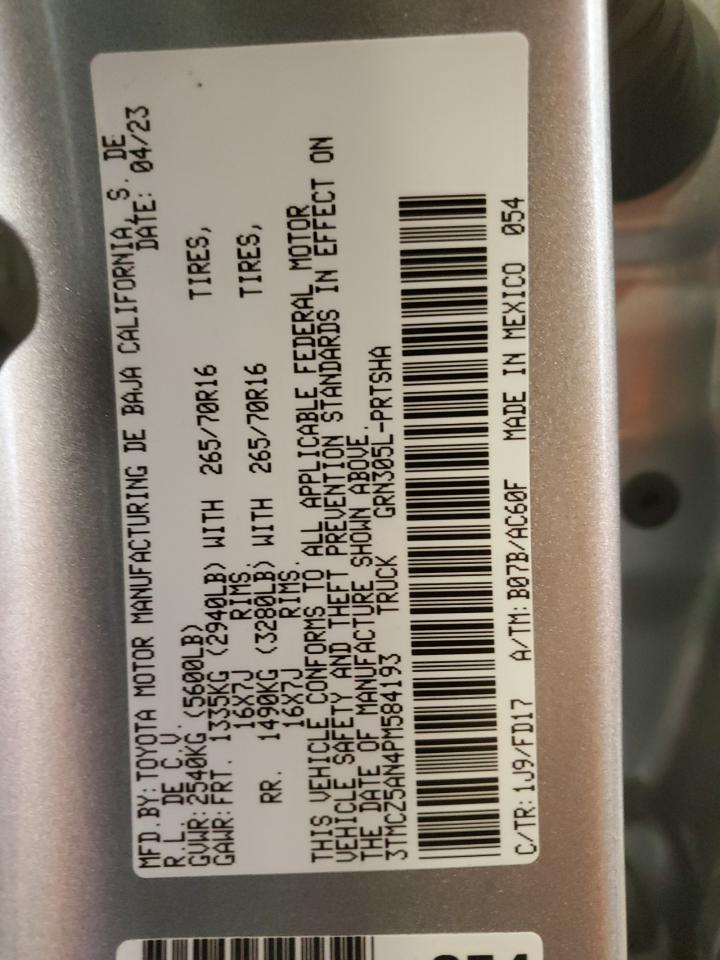 MFD.BY:TOYOTA MOTOR MANUFACTURING DE BAJA CALIFORNIA, S. DE
R.L. DE C.V. DATE: 04/23
GVWR:2540KG (5600LB)
GAWR:FRT. 1335KG (2940LB) WITH 265/70R16 TIRES,
16X7J RIMS.
RR. 1490KG (3280LB) WITH 265/70R16 TIRES,
16X7J RIMS.
THIS VEHICLE CONFORMS TO ALL APPLICABLE FEDERAL MOTOR
VEHICLE SAFETY AND THEFT PREVENTION STANDARDS IN EFFECT ON
THE DATE OF MANUFACTURE SHOWN ABOVE.
3TMCZ5AN4PM584193 TRUCK GRN305L-PRTSHA
C/TR:1J9/FD17 A/TM:B07B/AC60F MADE IN MEXICO 054